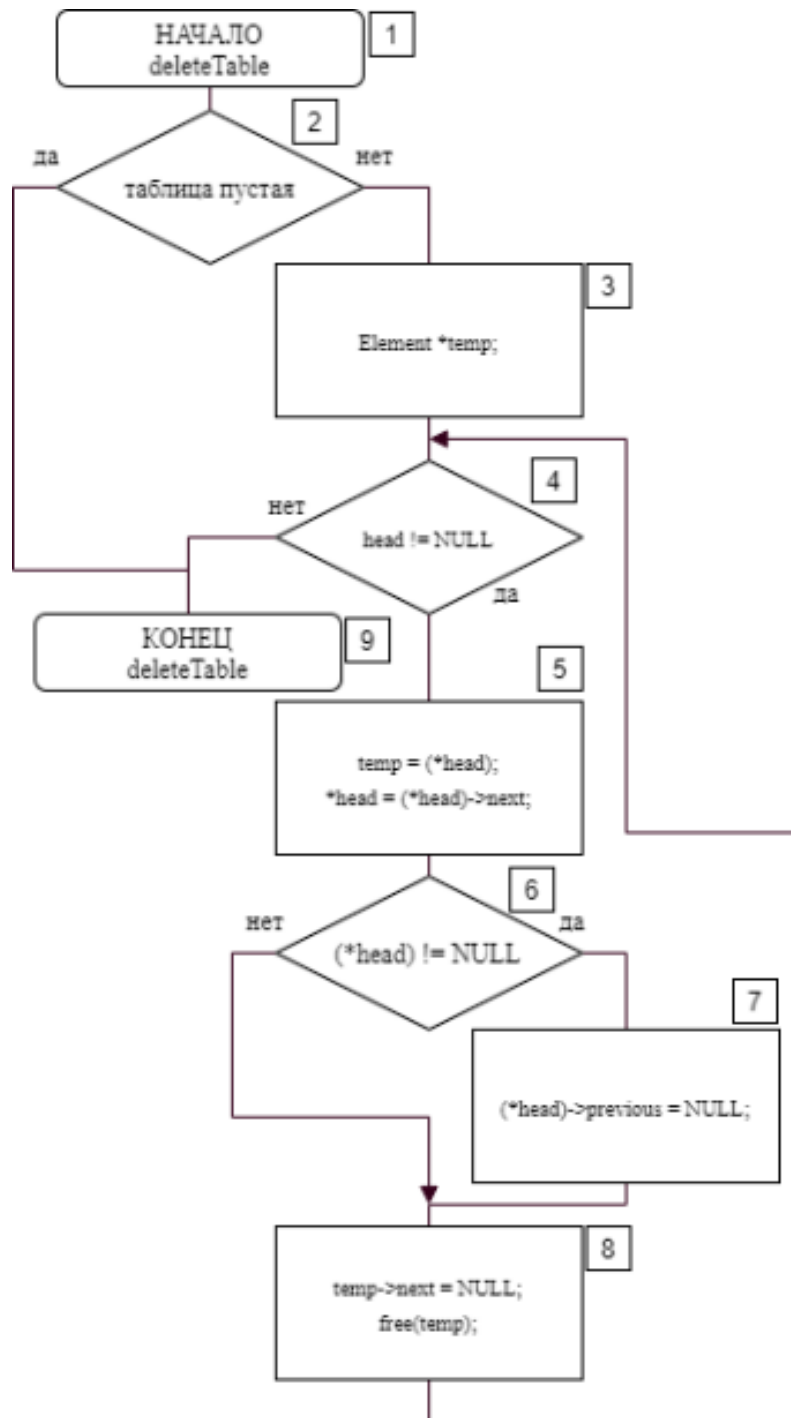 НАЧАЛО
deleteTable
1
2
да
нет
таблица пустая
3
Element *temp;
4
нет
head != NULL
да
КОНЕЦ
deleteTable
9
5
temp = (*head);
*head = (*head)->next;
6
нет
да
(*head) != NULL
7
(*head)->previous = NULL;
8
temp->next = NULL;
free(temp);